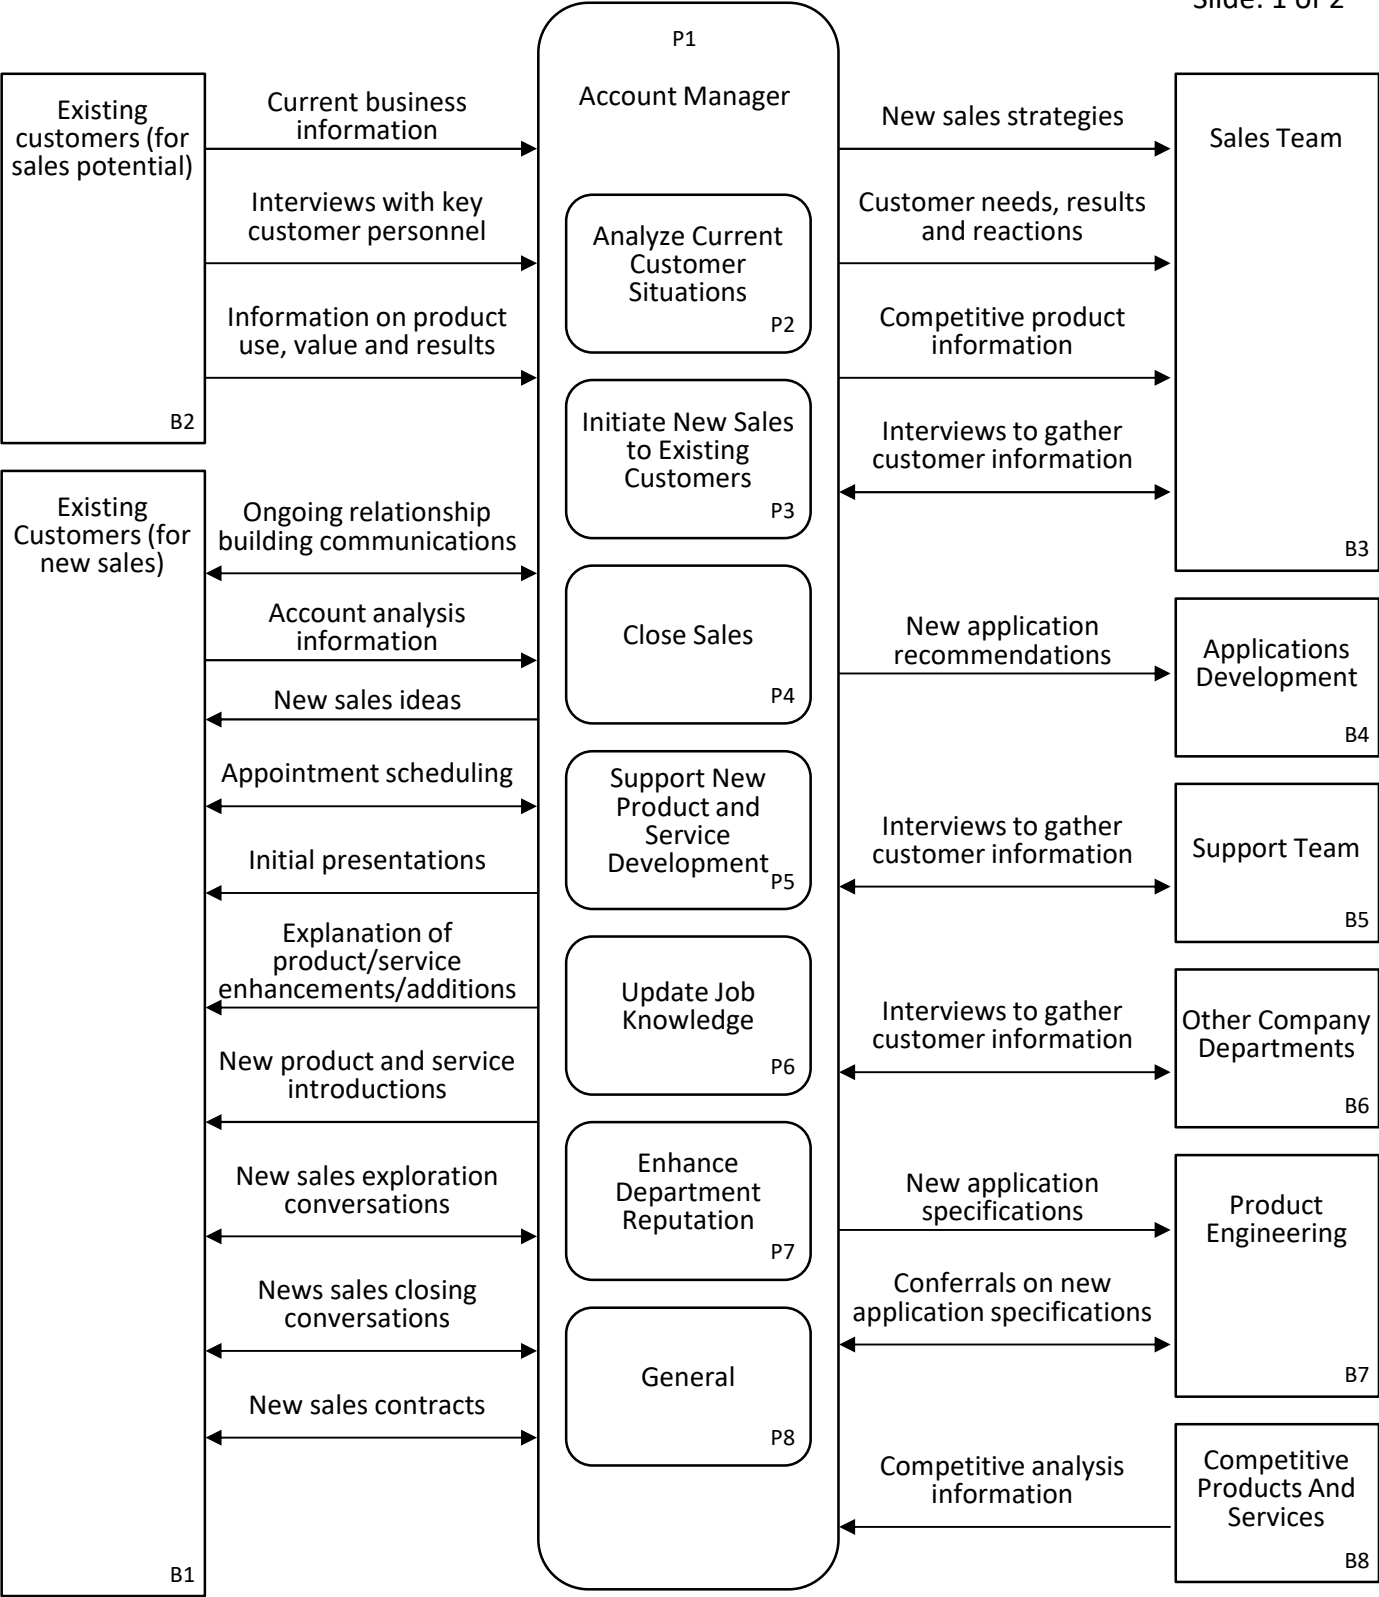 Slide: 1 of 2
P1
Account Manager
Existing
customers (for
sales potential)
B2
Current business
information
Interviews with key
customer personnel
Information on product
use, value and results
Existing
Customers (for
new sales)
B1
Ongoing relationship
building communications
Account analysis
information
New sales ideas
Appointment scheduling
Initial presentations
Explanation of
product/service
enhancements/additions
New product and service
introductions
New sales exploration
conversations
News sales closing
conversations
New sales contracts
Analyze Current
Customer
Situations
P2
Initiate New Sales
to Existing
Customers
P3
Close Sales
P4
Support New
Product and
Service
Development
P5
Update Job
Knowledge
P6
Enhance
Department
Reputation
P7
General
P8
New sales strategies
Customer needs, results
and reactions
Competitive product
information
Interviews to gather
customer information
Sales Team
B3
New application
recommendations
Applications
Development
B4
Interviews to gather
customer information
Support Team
B5
Interviews to gather
customer information
Other Company
Departments
B6
New application
specifications
Conferrals on new
application specifications
Product
Engineering
B7
Competitive analysis
information
Competitive
Products And
Services
B8